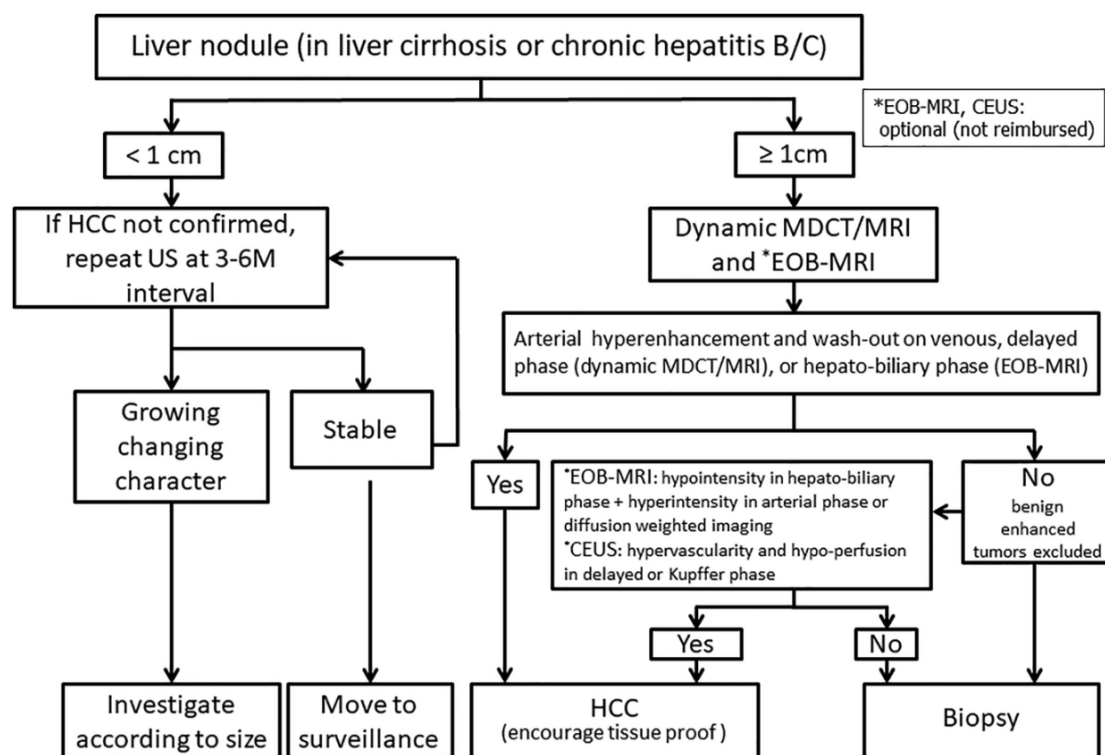 Liver nodule (in liver cirrhosis or chronic hepatitis B/C)
*EOB-MRI, CEUS:
optional (not reimbursed)
< 1 cm
≥ 1cm
If HCC not confirmed,
repeat US at 3-6M
interval
Dynamic MDCT/MRI
and *EOB-MRI
Arterial hyperenhancement and wash-out on venous, delayed
phase (dynamic MDCT/MRI), or hepato-biliary phase (EOB-MRI)
Growing
changing
character
Stable
Yes
*EOB-MRI: hypointensity in hepato-biliary
phase + hyperintensity in arterial phase or
diffusion weighted imaging
*CEUS: hypervascularity and hypo-perfusion
in delayed or Kupffer phase
No
benign
enhanced
tumors excluded
Yes
No
Investigate
according to size
Move to
surveillance
HCC
(encourage tissue proof)
Biopsy